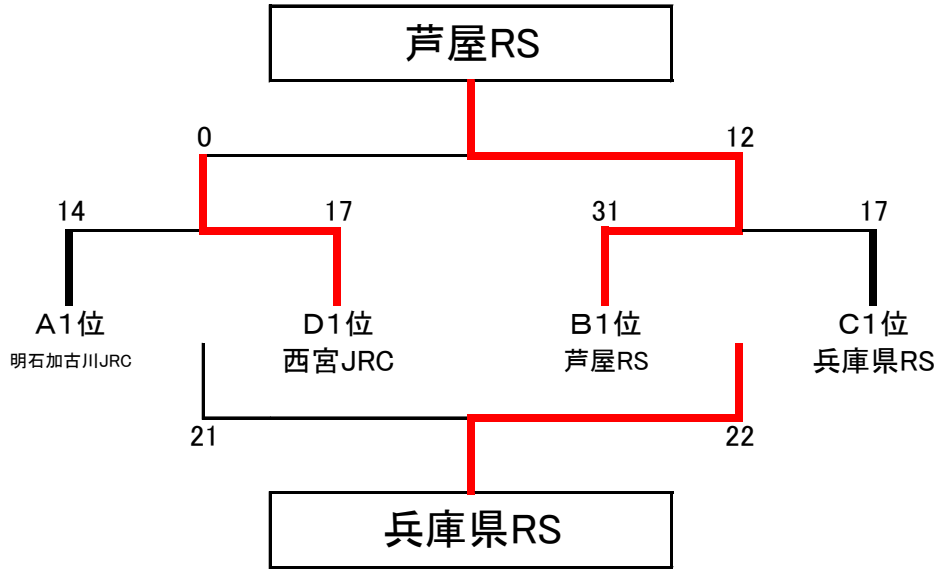 芦屋RS
0
12
14
17
31
17
A1位
D1位
B1位
C1位
明石加古川JRC
西宮JRC
芦屋RS
兵庫県RS
21
22
兵庫県RS